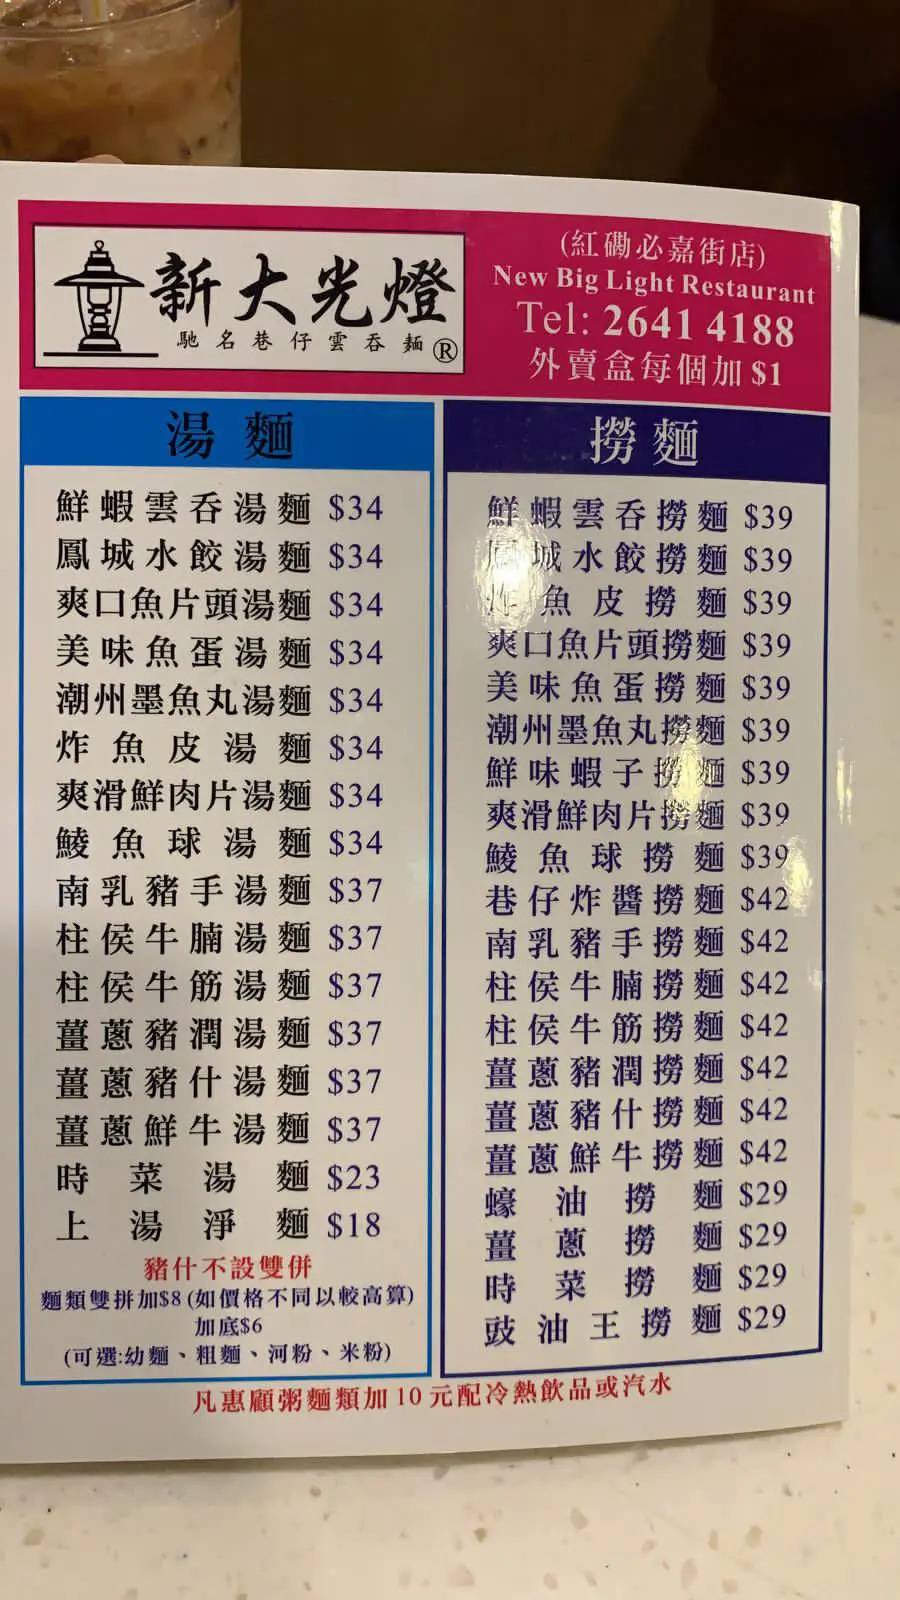 新大光燈
馳名巷仔雲吞麵®
(紅磡必嘉街店)
New Big Light Restaurant
Tel: 2641 4188
外賣盒每個加 $1
湯麵
鮮蝦雲吞湯麵 $34
鳳城水餃湯麵 $34
爽口魚片頭湯麵 $34
美味魚蛋湯麵 $34
潮州墨魚丸湯麵 $34
炸魚皮湯麵 $34
爽滑鮮肉片湯麵 $34
鯪魚球湯麵 $34
南乳豬手湯麵 $37
柱侯牛腩湯麵 $37
柱侯牛筋湯麵 $37
薑蔥豬潤湯麵 $37
薑蔥豬什湯麵 $37
薑蔥鮮牛湯麵 $37
時菜湯麵 $23
上湯淨麵 $18
豬什不設雙併
麵類雙拼加$8 (如價格不同以較高算)
加底$6
(可選:幼麵、粗麵、河粉、米粉)
撈麵
鮮蝦雲吞撈麵 $39
鳳城水餃撈麵 $39
炸魚皮撈麵 $39
爽口魚片頭撈麵 $39
美味魚蛋撈麵 $39
潮州墨魚丸撈麵 $39
鮮味蝦子撈麵 $39
爽滑鮮肉片撈麵 $39
鯪魚球撈麵 $39
巷仔炸醬撈麵 $42
南乳豬手撈麵 $42
柱侯牛腩撈麵 $42
柱侯牛筋撈麵 $42
薑蔥豬潤撈麵 $42
薑蔥豬什撈麵 $42
薑蔥鮮牛撈麵 $42
蠔油撈麵 $29
薑蔥撈麵 $29
時菜撈麵 $29
豉油王撈麵 $29
凡惠顧粥麵類加 10 元配冷熱飲品或汽水